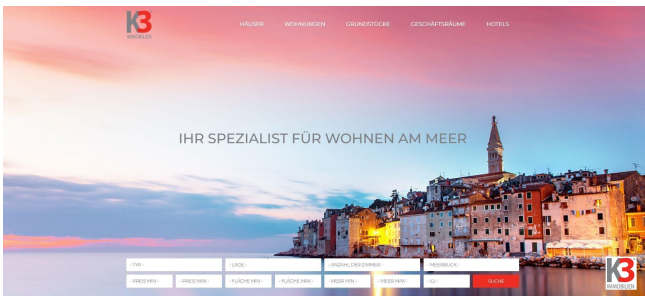 K3
IMMOBILIEN
HÄUSER WOHNUNGEN GRUNDSTÜCKE GESCHÄFTSRÄUME HOTELS
IHR SPEZIALIST FÜR WOHNEN AM MEER
- TYP - - LAGE - - ANZAHL DER ZIMMER - - MEERBLICK -
- PREIS MIN - - PREIS MAX - - FLÄCHE MIN - - FLÄCHE MAX - - MEER MIN - - MEER MAX - - ID - SUCHE
K3
IMMOBILIEN